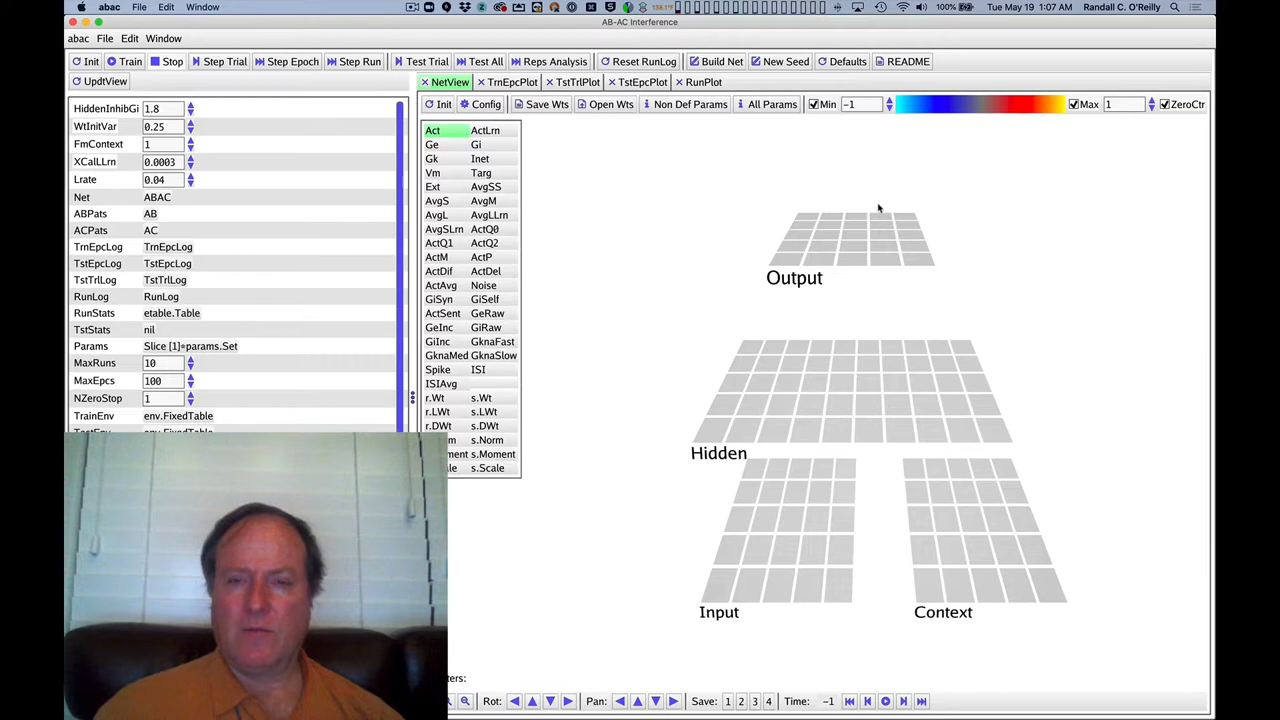 abac File Edit Window 133.1°F 100% Tue May 19 1:07 AM Randall C. O'Reilly
AB-AC Interference
abac File Edit Window
Init Train Stop Step Trial Step Epoch Step Run Test Trial Test All Reps Analysis Reset RunLog Build Net New Seed Defaults README
UpdtView
NetView TrnEpcPlot TstTrlPlot TstEpcPlot RunPlot
Init Config Save Wts Open Wts Non Def Params All Params Min -1 Max 1 ZeroCtr
HiddenInhibGi 1.8
WtInitVar 0.25
FmContext 1
XCalLLrn 0.0003
Lrate 0.04
Net ABAC
ABPats AB
ACPats AC
TrnEpcLog TrnEpcLog
TstEpcLog TstEpcLog
TstTrlLog TstTrlLog
RunLog RunLog
RunStats etable.Table
TstStats nil
Params Slice [1]*params.Set
MaxRuns 10
MaxEpcs 100
NZeroStop 1
TrainEnv env.FixedTable
Act ActLrn
Ge Gi
Gk Inet
Vm Targ
Ext AvgSS
AvgS AvgM
AvgL AvgLLrn
AvgSLrn ActQ0
ActQ1 ActQ2
ActM ActP
ActDif ActDel
ActAvg Noise
GiSyn GiSelf
ActSent GeRaw
GeInc GiRaw
GiInc GknaFast
GknaMed GknaSlow
Spike ISI
ISIAvg
r.Wt s.Wt
r.LWt s.LWt
r.DWt s.DWt
s.Norm
s.Moment
s.Scale
Output
Hidden
Input Context
Rot: Pan: Save: 1 2 3 4 Time: -1